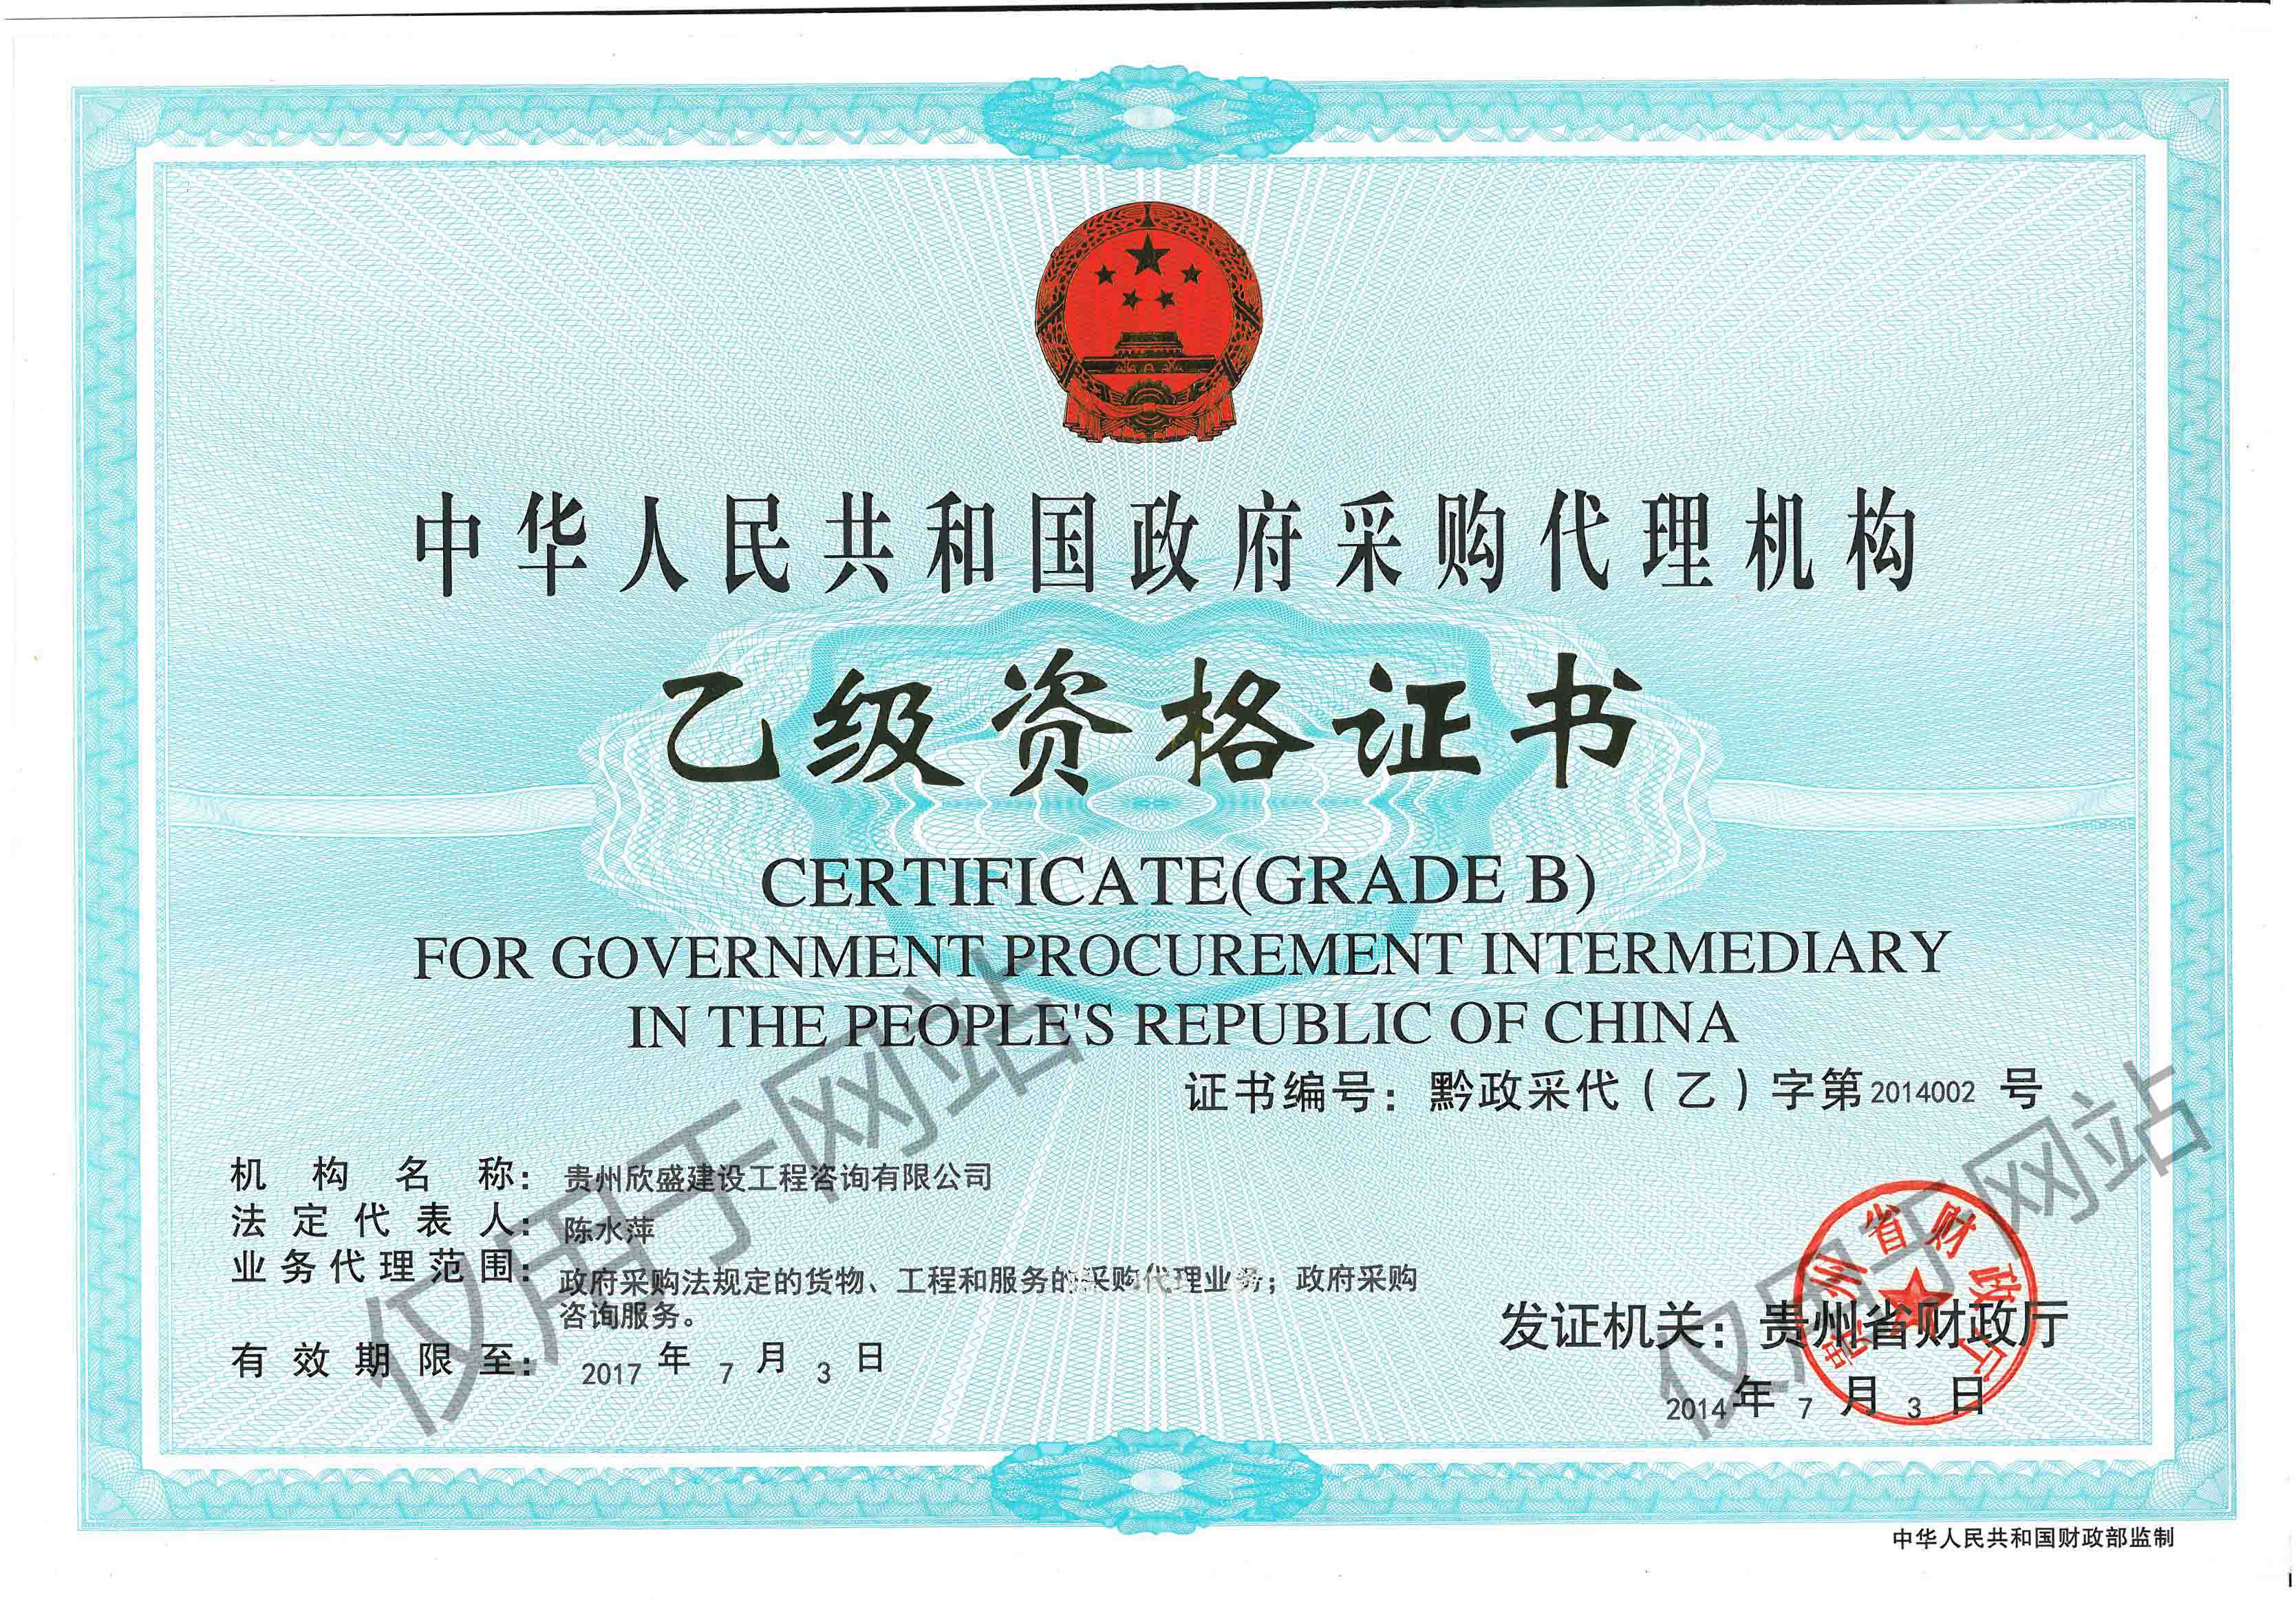 中华人民共和国政府采购代理机构
乙级资格证书
CERTIFICATE(GRADE B)
FOR GOVERNMENT PROCUREMENT INTERMEDIARY
IN THE PEOPLE'S REPUBLIC OF CHINA
证书编号：黔政采代（乙）字第2014002 号
机构名称：贵州欣盛建设工程咨询有限公司
法定代表人：陈水萍
业务代理范围：政府采购法规定的货物、工程和服务的采购代理业务；政府采购
咨询服务。
有效期限至：2017 年 7 月 3 日
发证机关：贵州省财政厅
2014 年 7 月 3 日
贵州省财政厅
仅用于网站
仅用于网站
中华人民共和国财政部监制